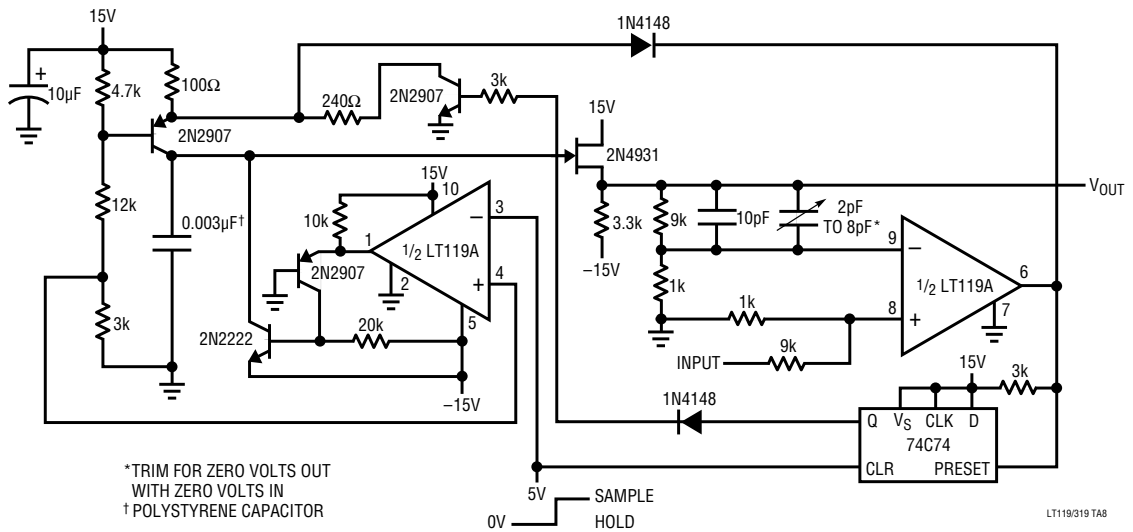 15V
1N4148
+
10µF
4.7k
100Ω
240Ω
2N2907
3k
15V
2N2907
2N4931
VOUT
12k
0.003µF†
15V
10
10k
3
−
1
1/2 LT119A
2N2907
2
4
+
5
3.3k
−15V
9k
10pF
2pF
TO 8pF*
9
−
6
1/2 LT119A
1k
1k
8
+
7
3k
2N2222
20k
INPUT
9k
−15V
15V
3k
1N4148
Q VS CLK D
74C74
CLR PRESET
*TRIM FOR ZERO VOLTS OUT
WITH ZERO VOLTS IN
† POLYSTYRENE CAPACITOR
5V
0V
SAMPLE
HOLD
LT119/319 TA8